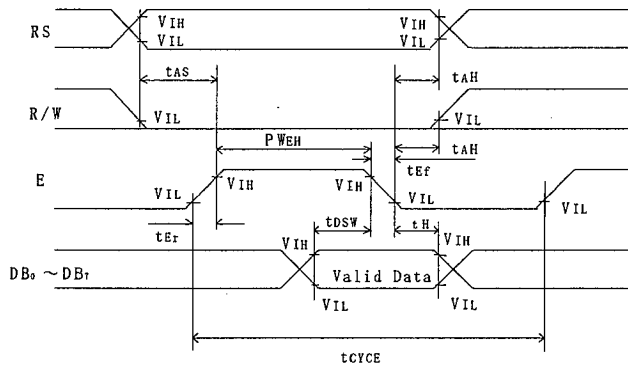 RS
VIH
VIL
VIH
VIL
tAS
tAH
R/W
VIL
VIL
PWEH
tAH
tEf
E
VIL
VIH
VIH
VIL
VIL
tEr
tDSW
tH
VIH
VIH
DB0 ～DB7
Valid Data
VIL
VIL
tCYCE